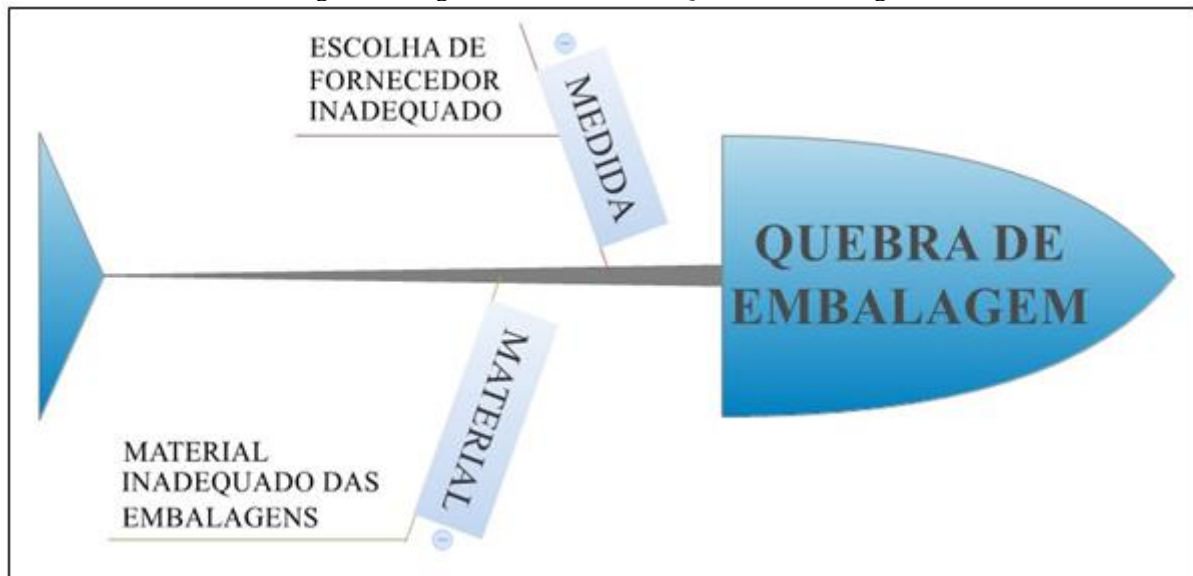 ESCOLHA DE
FORNECEDOR
INADEQUADO
MEDIDA
QUEBRA DE
EMBALAGEM
MATERIAL
MATERIAL
INADEQUADO DAS
EMBALAGENS